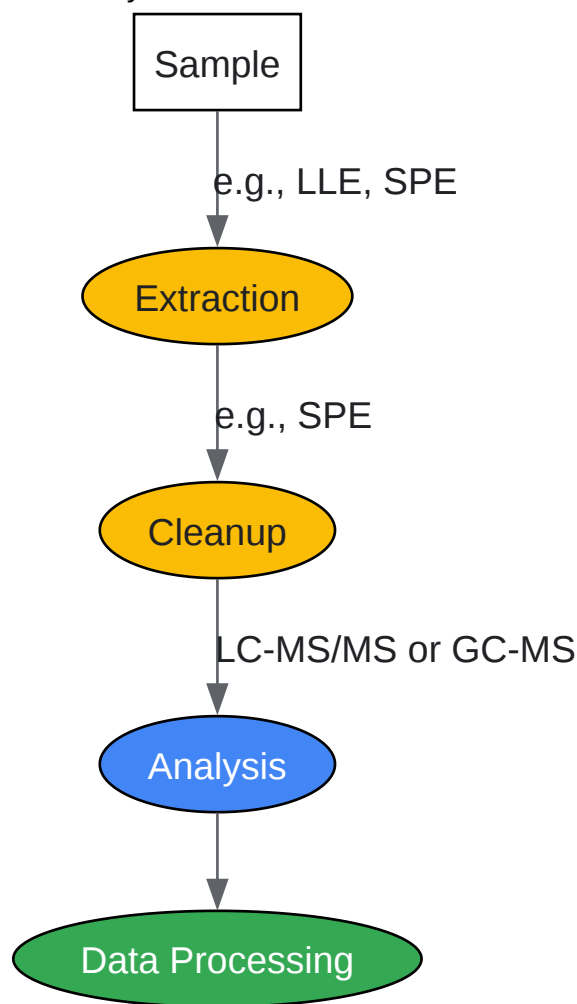 Sample
e.g., LLE, SPE
Extraction
e.g., SPE
Cleanup
LC-MS/MS or GC-MS
Analysis
Data Processing